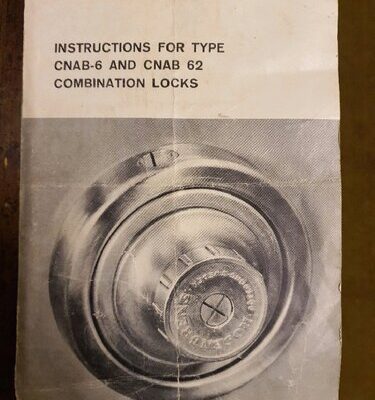 INSTRUCTIONS FOR TYPE
CNAB-6 AND CNAB 62
COMBINATION LOCKS